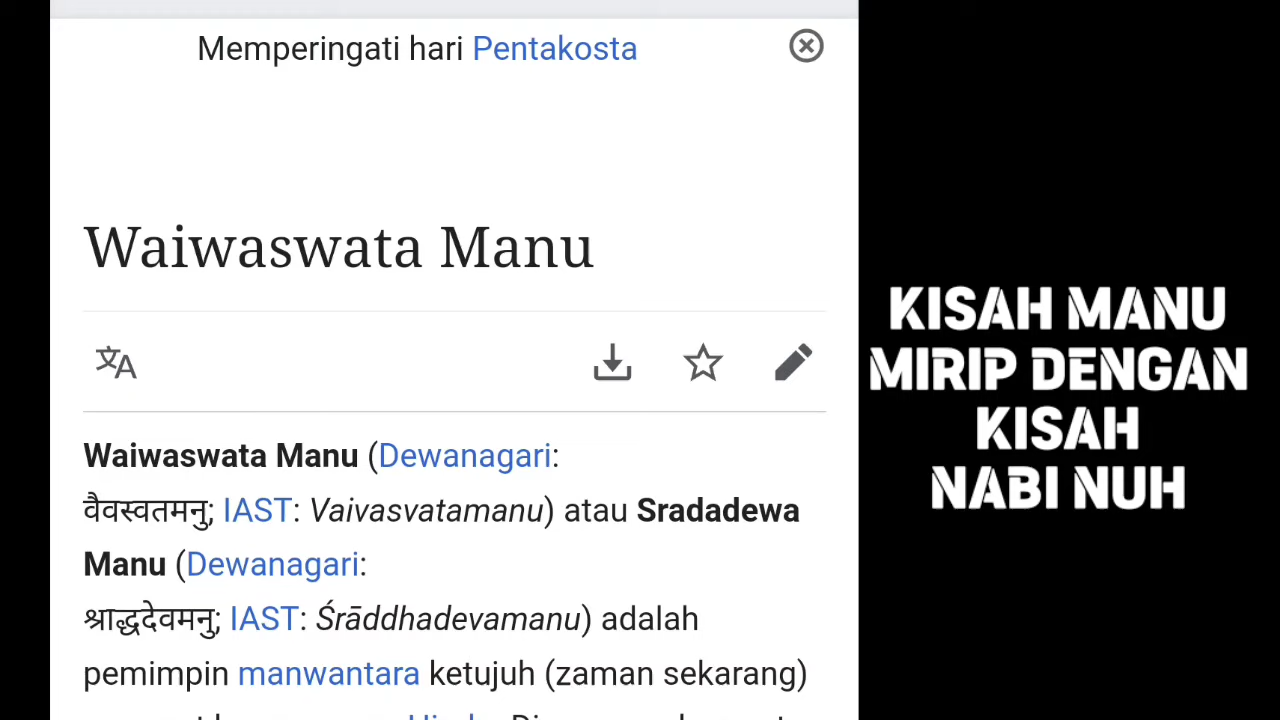 Memperingati hari Pentakosta
Waiwaswata Manu
Waiwaswata Manu (Dewanagari:
वैवस्वतमनु; IAST: Vaivasvatamanu) atau Sradadewa
Manu (Dewanagari:
श्राद्धदेवमनु; IAST: Śrāddhadevamanu) adalah
pemimpin manwantara ketujuh (zaman sekarang)
KISAH MANU
MIRIP DENGAN
KISAH
NABI NUH